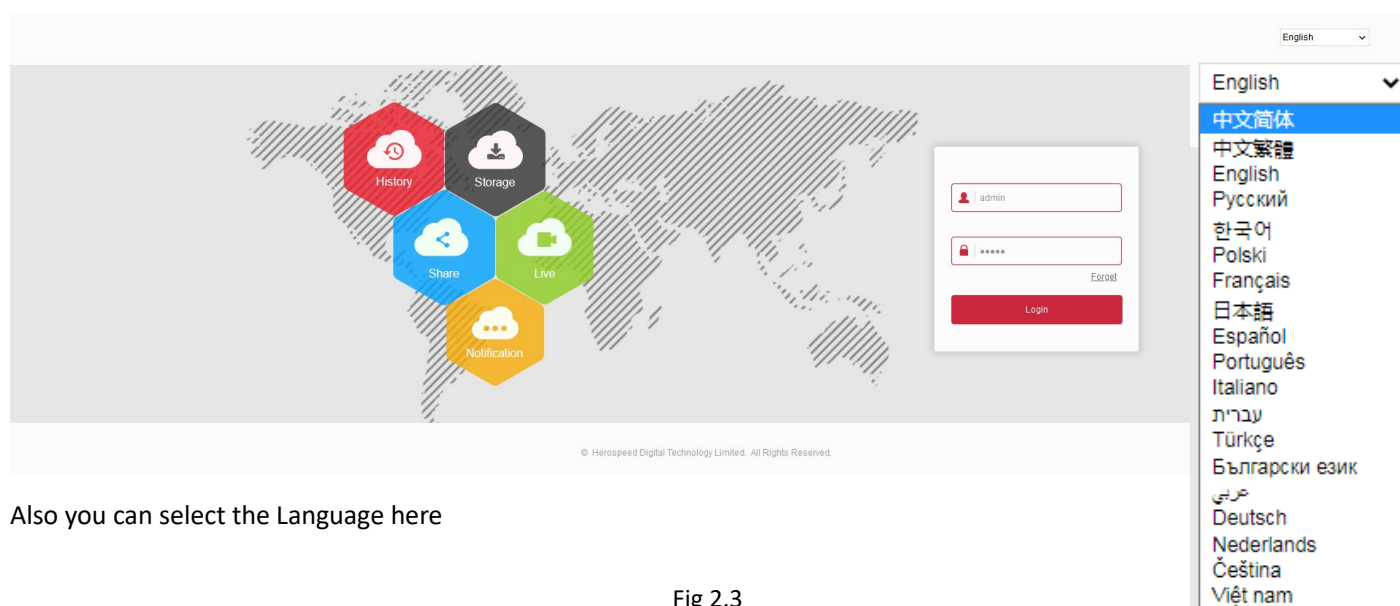 English
English
中文简体
中文繁體
English
Русский
한국어
Polski
Français
日本語
Español
Português
Italiano
עברית
Türkçe
Български език
عربي
Deutsch
Nederlands
Čeština
Việt nam
History
Storage
Share
Live
Notification
admin
Forget
Login
© Herospeed Digital Technology Limited. All Rights Reserved.
Also you can select the Language here
Fig 2.3